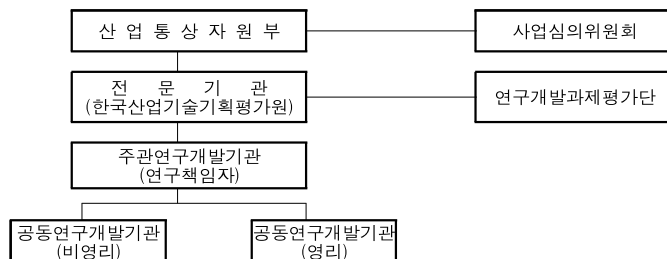 산 업 통 상 자 원 부
사업심의위원회
전 문 기 관
(한국산업기술기획평가원)
연구개발과제평가단
주관연구개발기관
(연구책임자)
공동연구개발기관
(비영리)
공동연구개발기관
(영리)